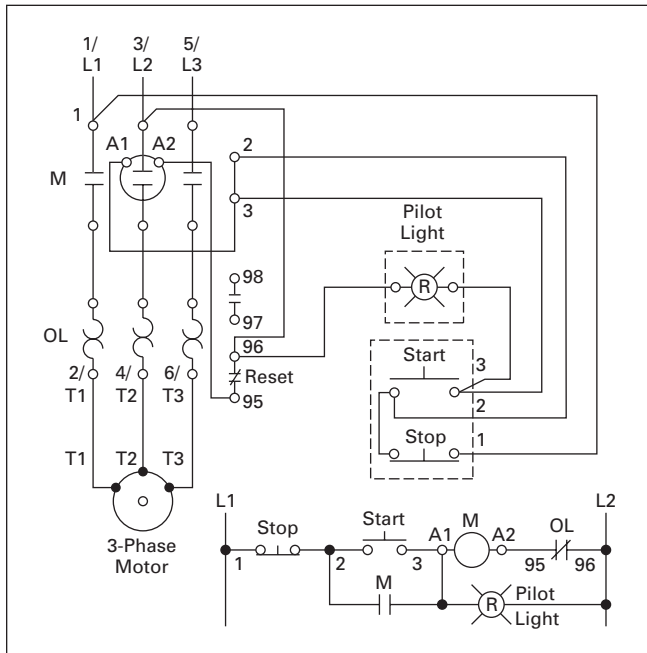 1/ 3/ 5/
L1 L2 L3
1
A1 A2
2
M
3
Pilot
Light
98
R
97
OL
96
Start
3
2/ 4/ 6/
Reset
T1 T2 T3
95
2
Stop
1
T1 T2 T3
3-Phase
Motor
L1 L2
Stop Start A1 M A2 OL
1 2 3 95 96
M R Pilot
Light